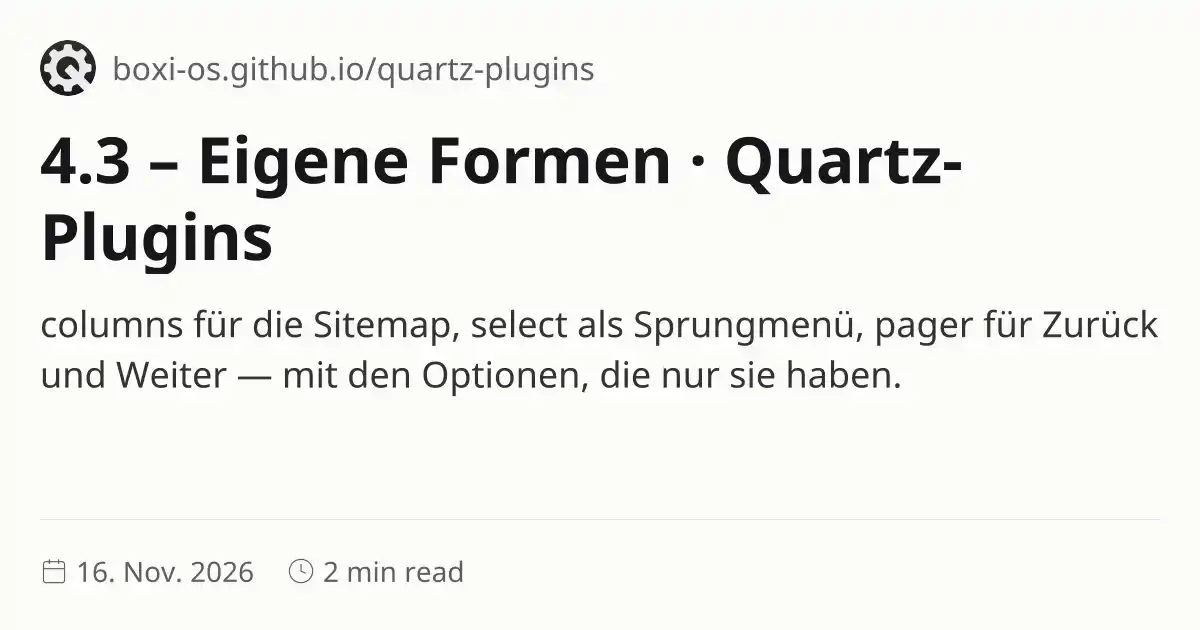 boxi-os.github.io/quartz-plugins
4.3 – Eigene Formen · Quartz-
Plugins
columns für die Sitemap, select als Sprungmenü, pager für Zurück
und Weiter — mit den Optionen, die nur sie haben.
16. Nov. 2026 2 min read